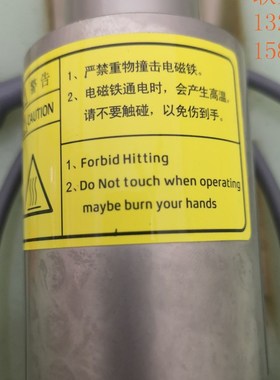 警告
CAUTION
1、严禁重物撞击电磁铁。
2、电磁铁通电时，会产生高温，
请不要触碰，以免伤到手。
1、Forbid Hitting
2、Do Not touch when operating
maybe burn your hands